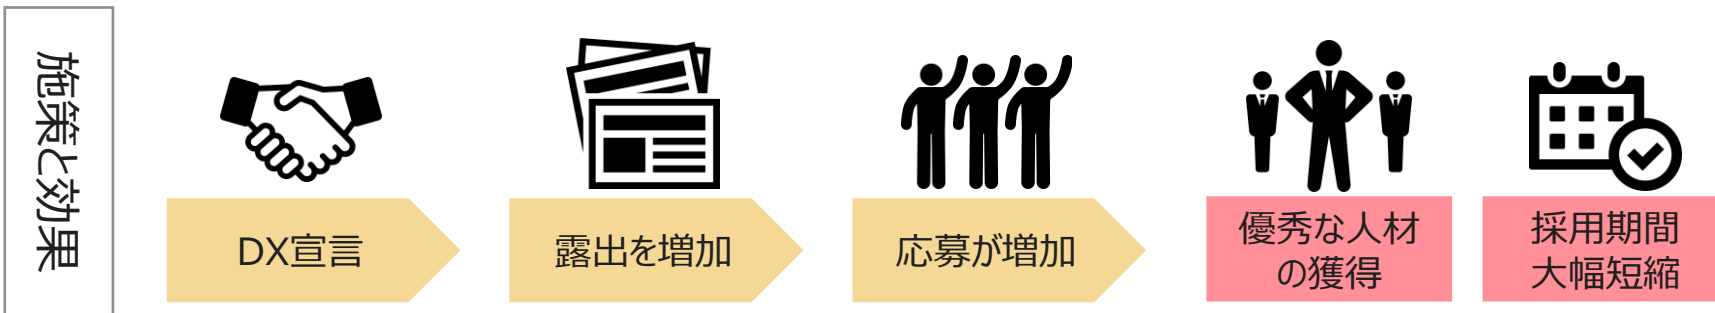 施策と効果
DX宣言
露出を増加
応募が増加
優秀な人材
の獲得
採用期間
大幅短縮